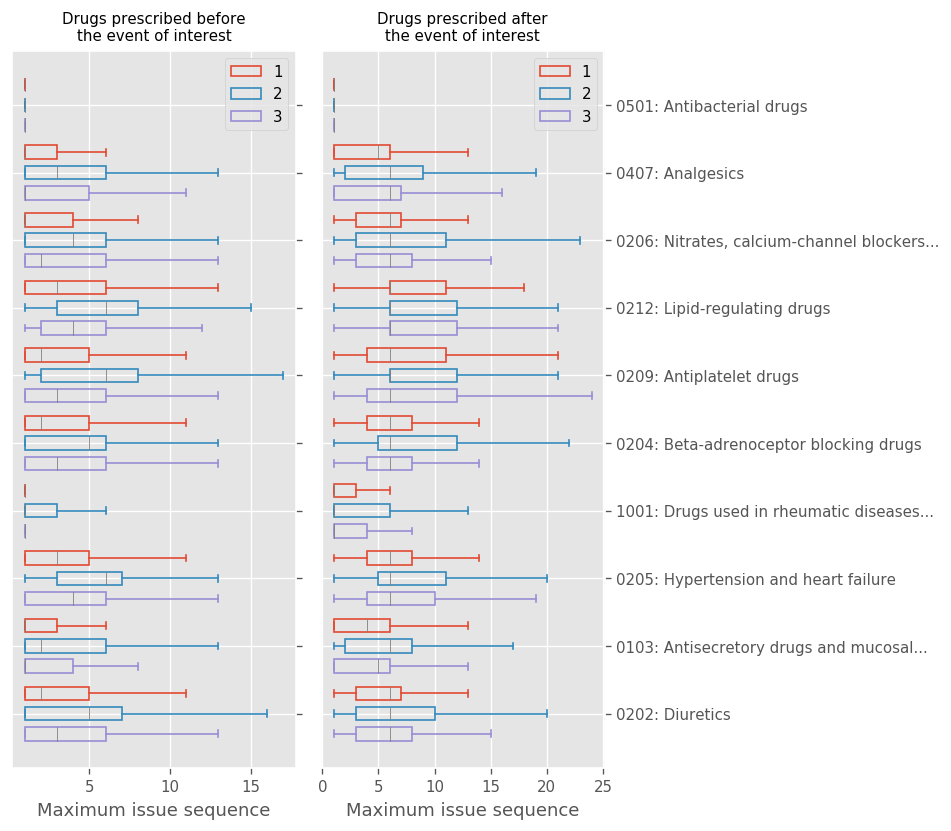 Drugs prescribed before
the event of interest
Drugs prescribed after
the event of interest
1
2
3
1
2
3
0501: Antibacterial drugs
0407: Analgesics
0206: Nitrates, calcium-channel blockers...
0212: Lipid-regulating drugs
0209: Antiplatelet drugs
0204: Beta-adrenoceptor blocking drugs
1001: Drugs used in rheumatic diseases...
0205: Hypertension and heart failure
0103: Antisecretory drugs and mucosal...
0202: Diuretics
5 10 15
0 5 10 15 20 25
Maximum issue sequence
Maximum issue sequence